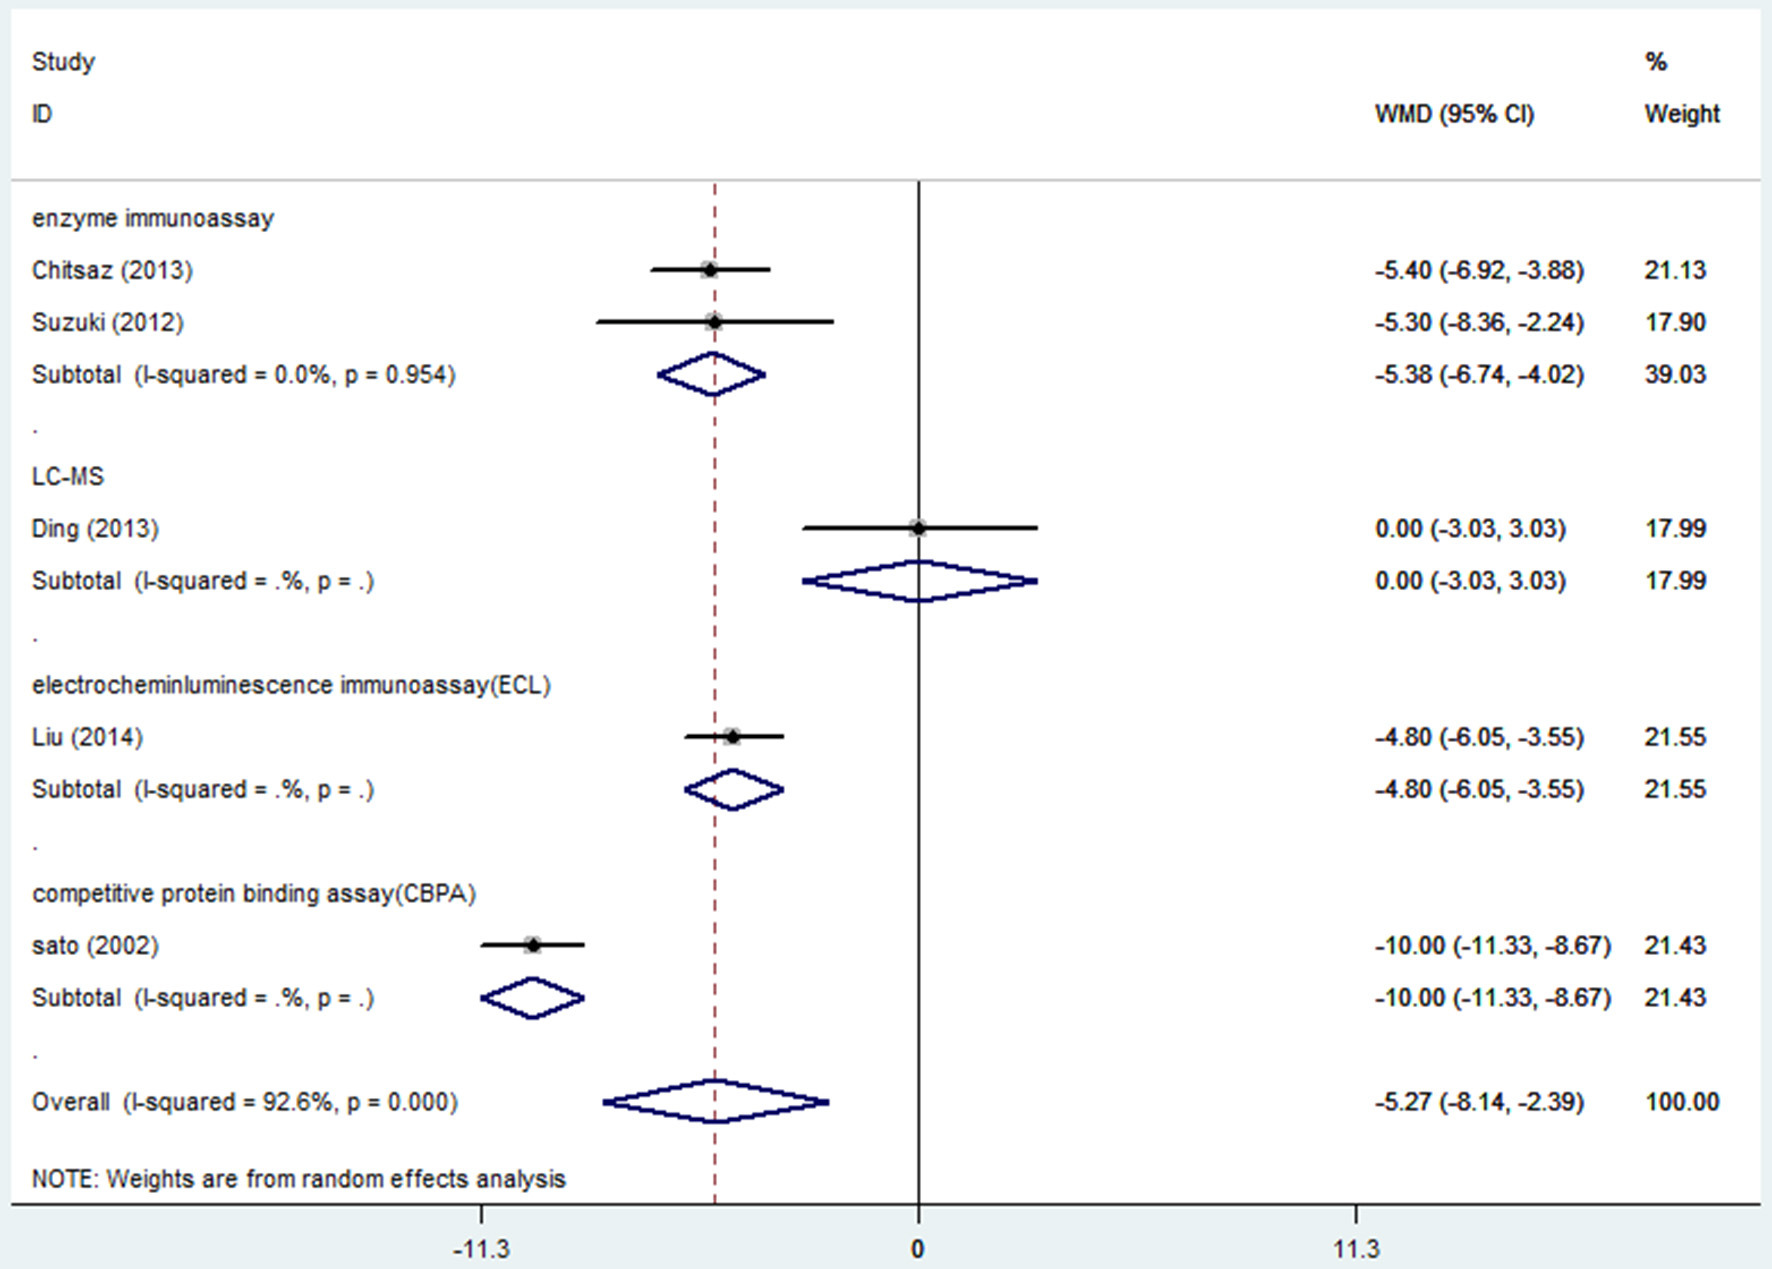 Study %
ID WMD (95% CI) Weight
enzyme immunoassay
Chitsaz (2013) -5.40 (-6.92, -3.88) 21.13
Suzuki (2012) -5.30 (-8.36, -2.24) 17.90
Subtotal (I-squared = 0.0%, p = 0.954) -5.38 (-6.74, -4.02) 39.03
.
LC-MS
Ding (2013) 0.00 (-3.03, 3.03) 17.99
Subtotal (I-squared = .%, p = .) 0.00 (-3.03, 3.03) 17.99
.
electrocheminluminescence immunoassay(ECL)
Liu (2014) -4.80 (-6.05, -3.55) 21.55
Subtotal (I-squared = .%, p = .) -4.80 (-6.05, -3.55) 21.55
.
competitive protein binding assay(CBPA)
sato (2002) -10.00 (-11.33, -8.67) 21.43
Subtotal (I-squared = .%, p = .) -10.00 (-11.33, -8.67) 21.43
.
Overall (I-squared = 92.6%, p = 0.000) -5.27 (-8.14, -2.39) 100.00
NOTE: Weights are from random effects analysis
-11.3 0 11.3